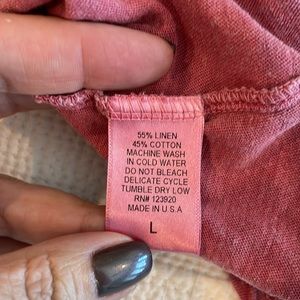 55% LINEN
45% COTTON
MACHINE WASH
IN COLD WATER
DO NOT BLEACH
DELICATE CYCLE
TUMBLE DRY LOW
RN# 123920
MADE IN U.S.A
L